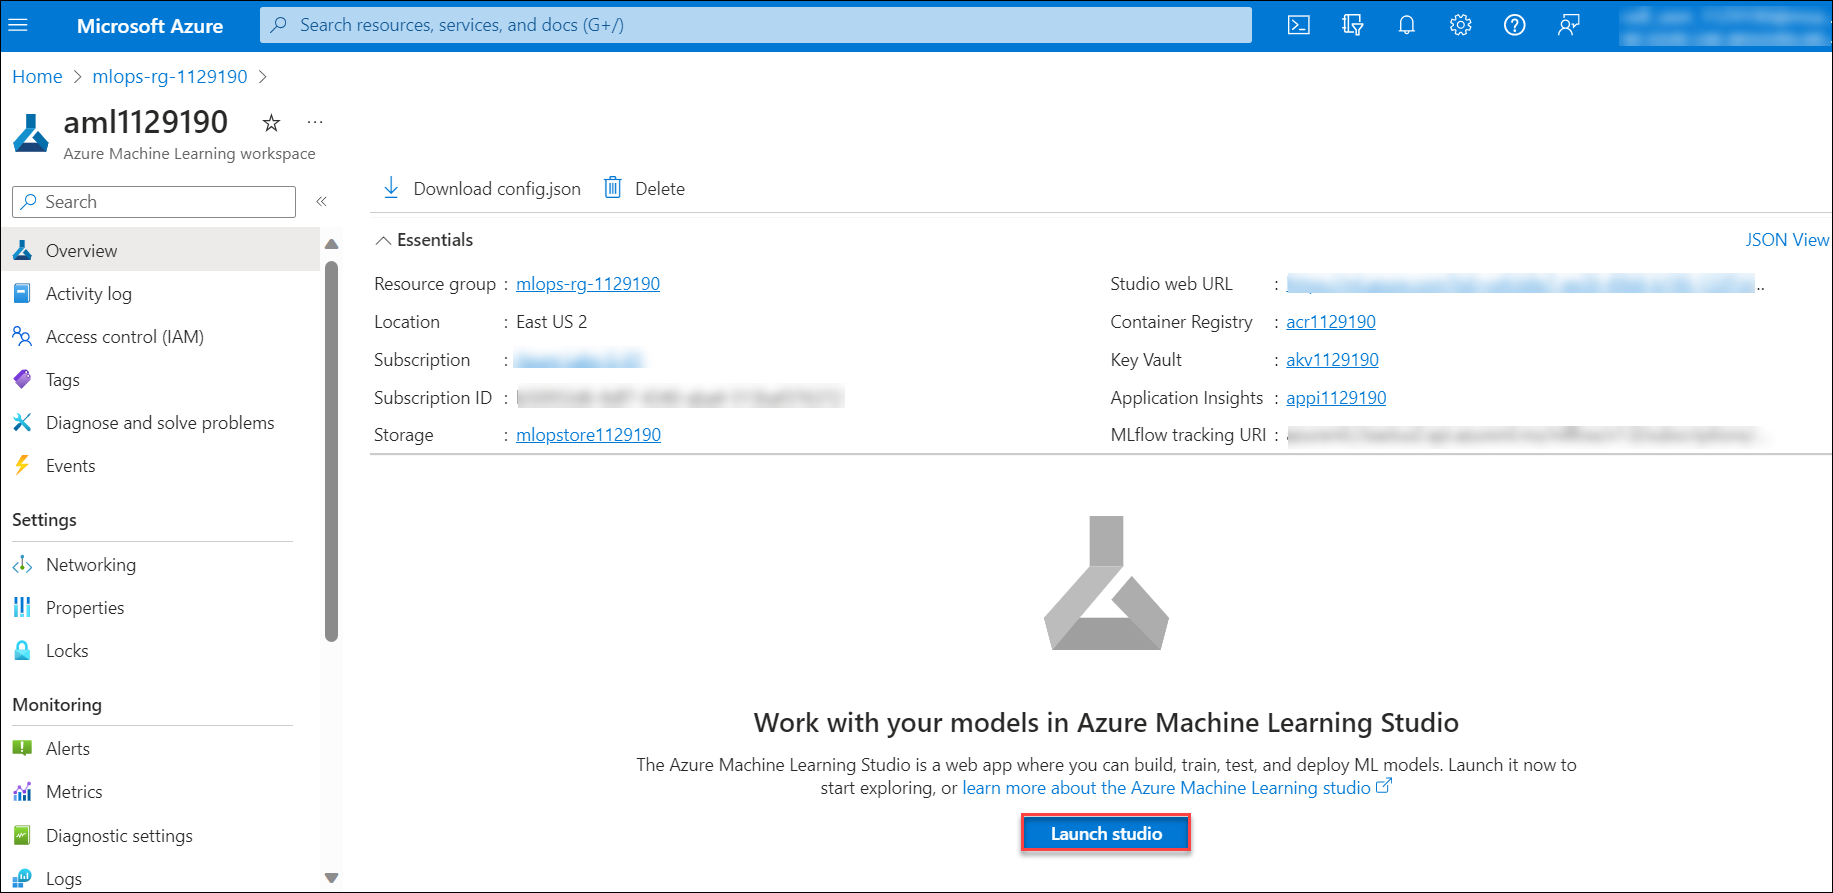 Microsoft Azure
Search resources, services, and docs (G+/)
Home > mlops-rg-1129190 >
aml1129190
Azure Machine Learning workspace
Search
Overview
Activity log
Access control (IAM)
Tags
Diagnose and solve problems
Events
Settings
Networking
Properties
Locks
Monitoring
Alerts
Metrics
Diagnostic settings
Logs
Download config.json
Delete
Essentials
JSON View
Resource group : mlops-rg-1129190
Location : East US 2
Subscription :
Subscription ID :
Storage : mlopstore1129190
Studio web URL :
Container Registry : acr1129190
Key Vault : akv1129190
Application Insights : appi1129190
MLflow tracking URI :
Work with your models in Azure Machine Learning Studio
The Azure Machine Learning Studio is a web app where you can build, train, test, and deploy ML models. Launch it now to
start exploring, or learn more about the Azure Machine Learning studio
Launch studio